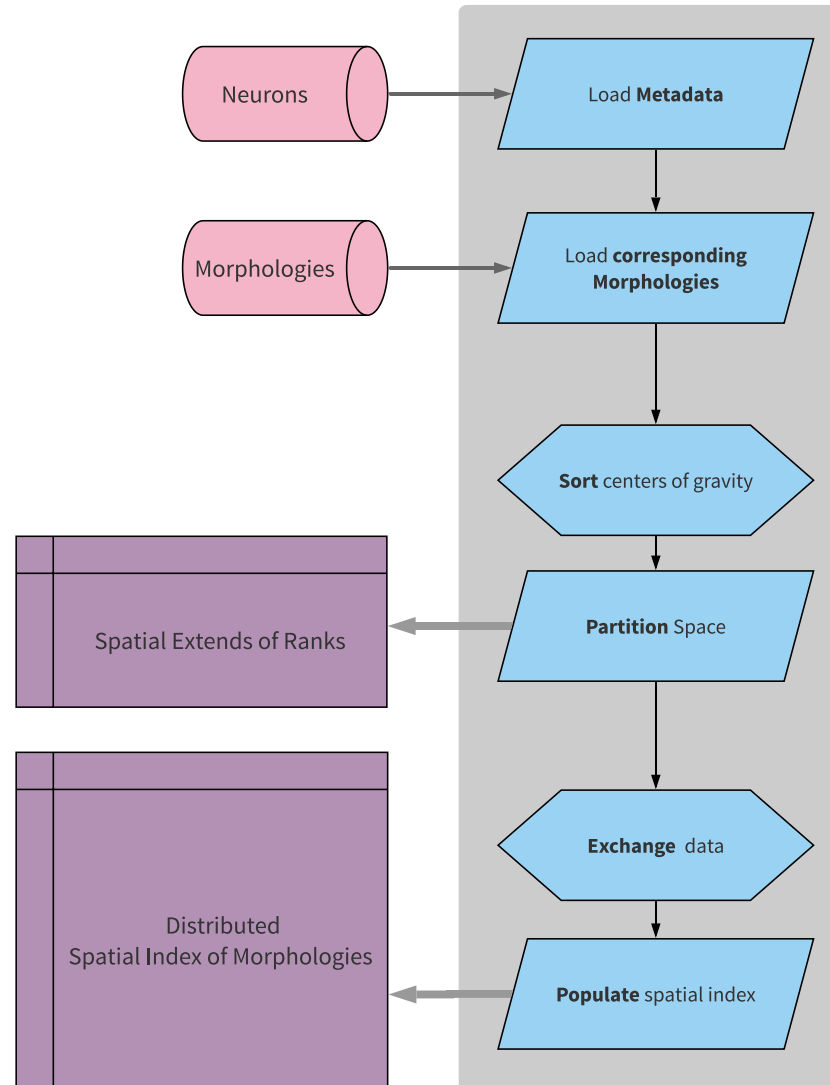 Neurons
Load Metadata
Morphologies
Load corresponding
Morphologies
Sort centers of gravity
Spatial Extends of Ranks
Partition Space
Exchange data
Distributed
Spatial Index of Morphologies
Populate spatial index